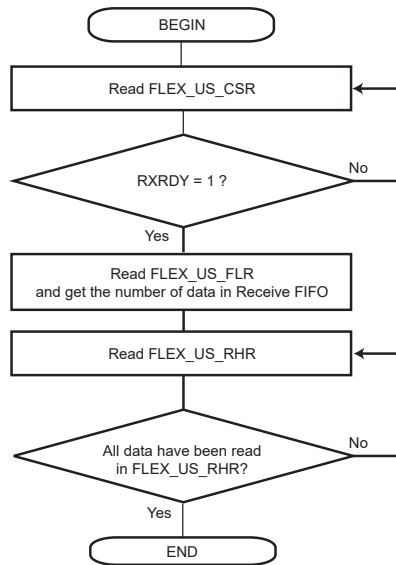 BEGIN
Read FLEX_US_CSR
RXRDY = 1 ?
No
Yes
Read FLEX_US_FLR
and get the number of data in Receive FIFO
Read FLEX_US_RHR
All data have been read
in FLEX_US_RHR?
No
Yes
END